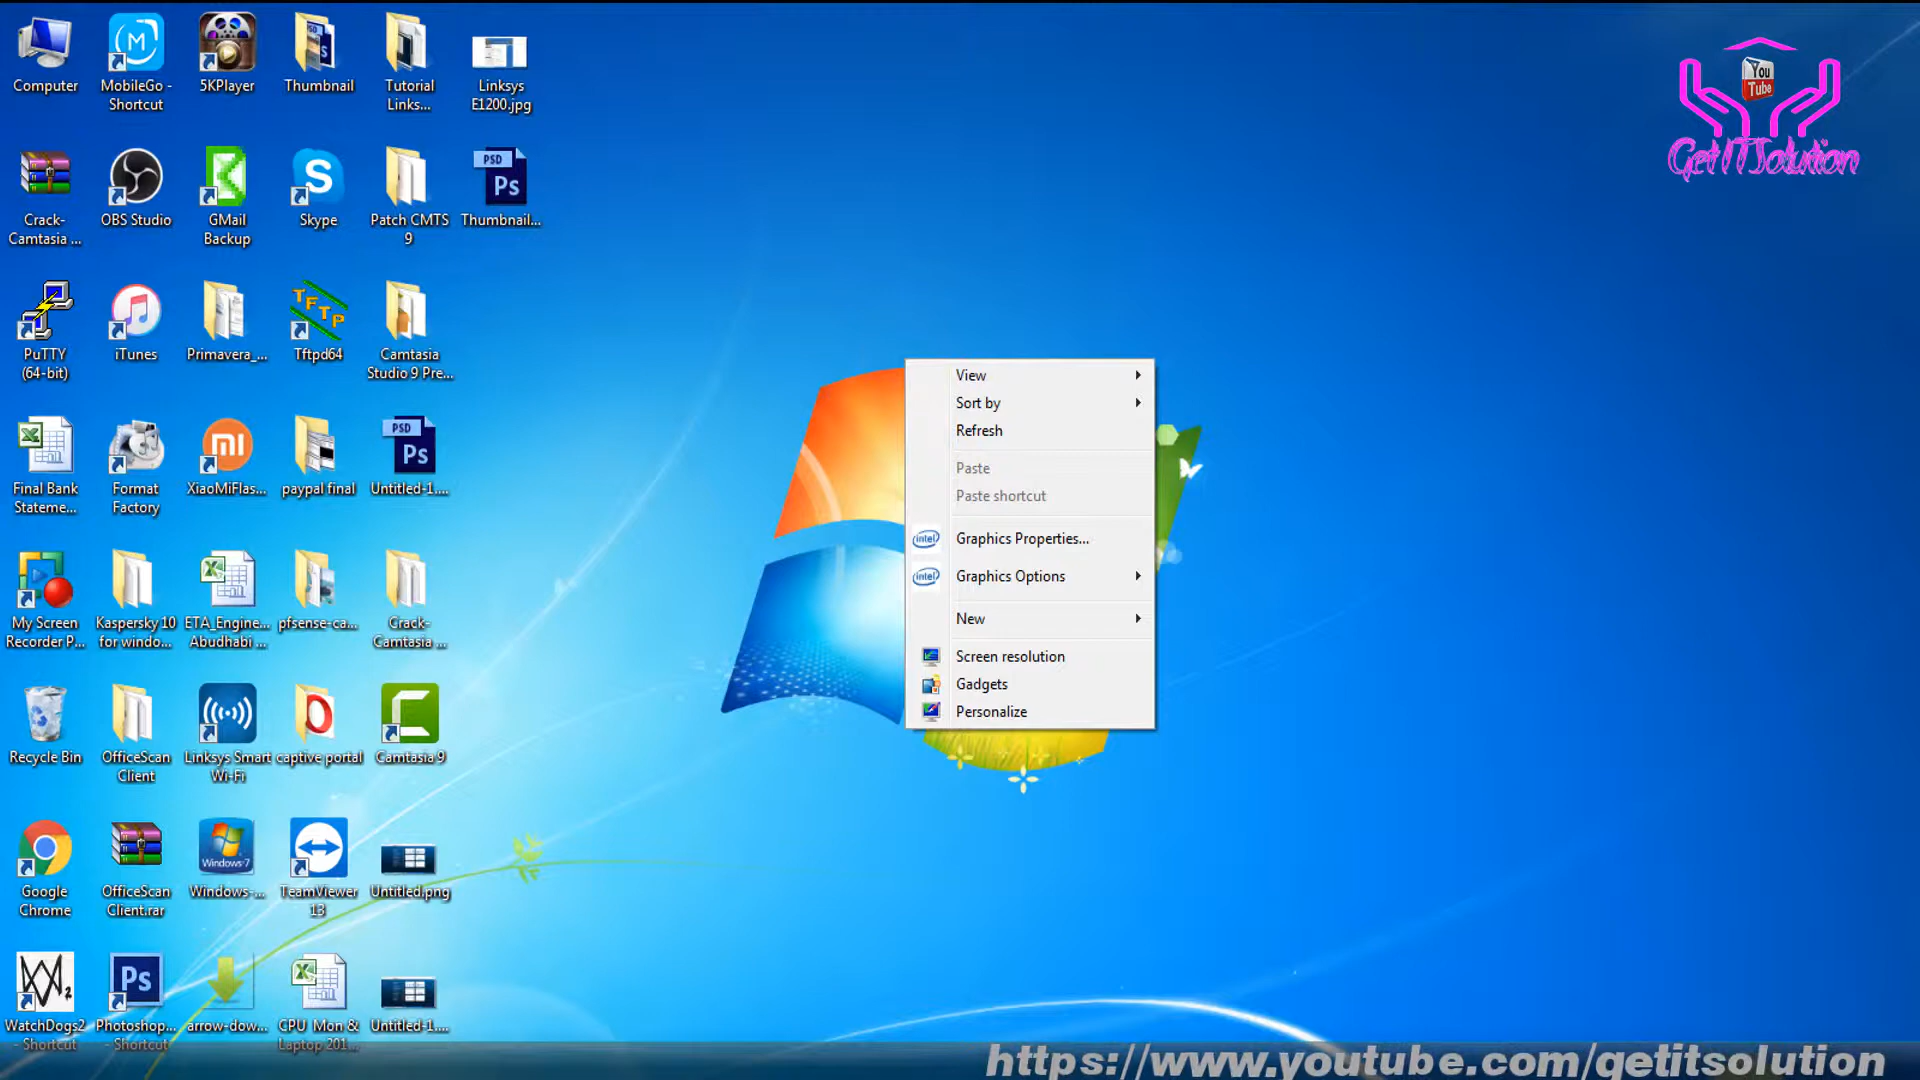 Computer
MobileGo -
Shortcut
5KPlayer
Thumbnail
Tutorial
Links...
Linksys
E1200.jpg
Crack-
Camtasia ...
OBS Studio
GMail
Backup
Skype
Patch CMTS
9
PSD
Ps
Thumbnail...
PuTTY
(64-bit)
iTunes
Primavera_...
TFTP
Tftpd64
Camtasia
Studio 9 Pre...
Final Bank
Stateme...
Format
Factory
XiaoMiFlas...
paypal final
PSD
Ps
Untitled-1....
My Screen
Recorder P...
Kaspersky 10
for windo...
ETA_Engine...
Abudhabi ...
pfsense-ca...
Crack-
Camtasia ...
Recycle Bin
OfficeScan
Client
Linksys Smart
Wi-Fi
captive portal
Camtasia 9
Google
Chrome
OfficeScan
Client.rar
Windows 7
Windows-...
TeamViewer
13
Untitled.png
WatchDogs2
- Shortcut
Ps
Photoshop...
- Shortcut
arrow-dow...
CPU Mon &
Laptop 201...
Untitled-1....
View
Sort by
Refresh
Paste
Paste shortcut
intel
Graphics Properties...
intel
Graphics Options
New
Screen resolution
Gadgets
Personalize
You
Tube
GetITSolution
https://www.youtube.com/getitsolution